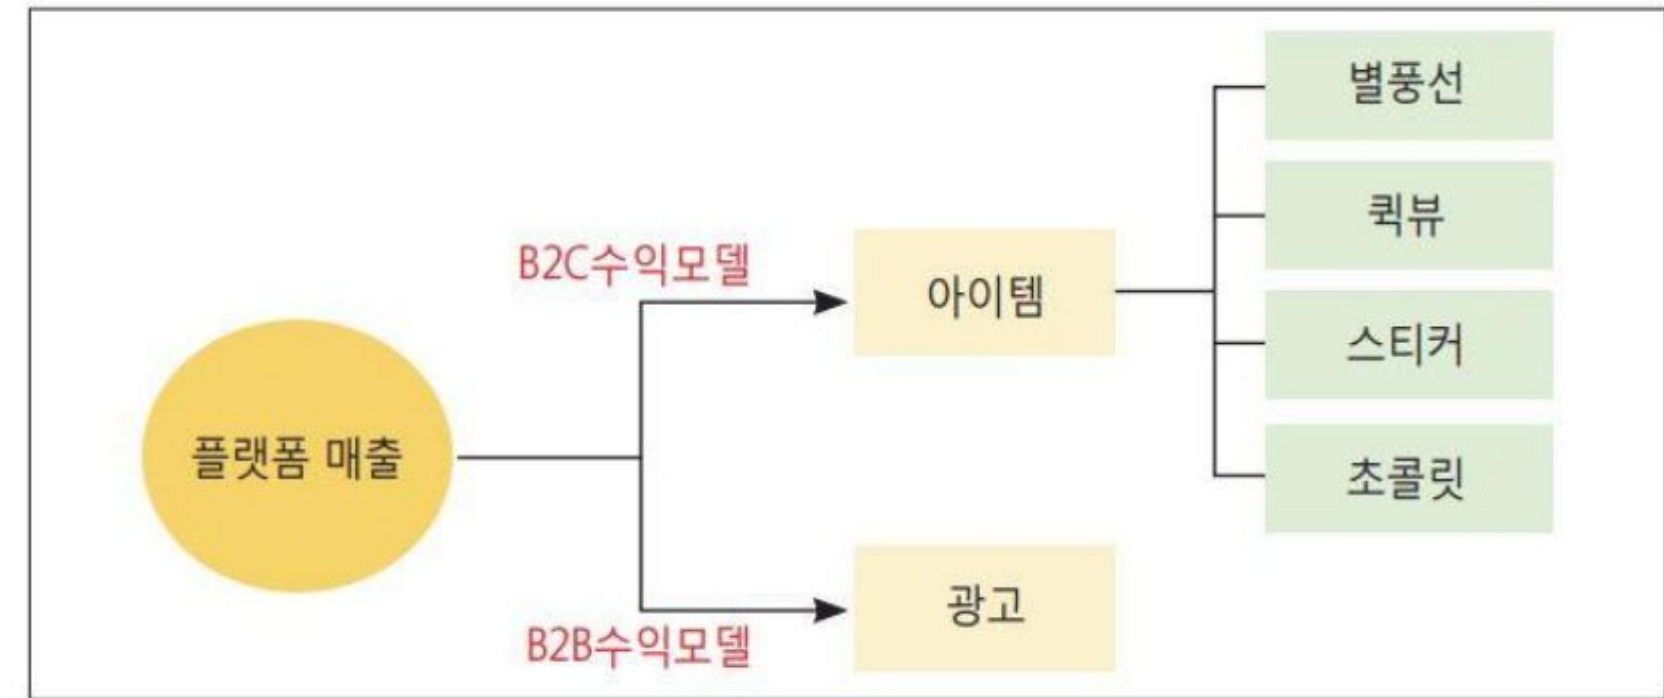 플랫폼 매출
B2C수익모델
아이템
별풍선
퀵뷰
스티커
초콜릿
B2B수익모델
광고